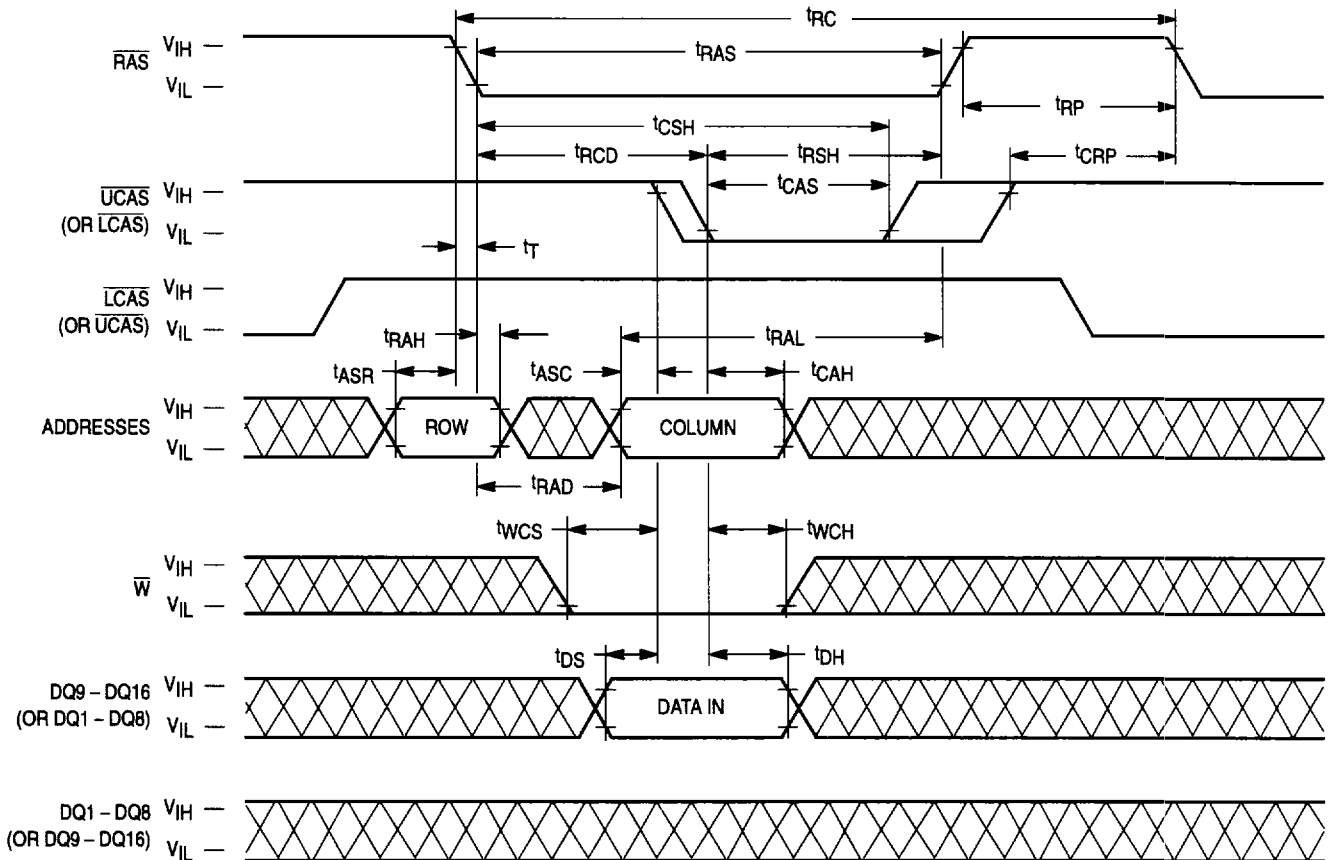 tRC
RAS VIH
VIL
tRAS
tRP
tCSH
tRCD tRSH tCRP
UCAS VIH
(OR LCAS) VIL
tCAS
tT
LCAS VIH
(OR UCAS) VIL
tRAH tRAL
tASR tASC tCAH
ADDRESSES VIH
VIL
ROW COLUMN
tRAD
tWCS tWCH
W VIH
VIL
tDS tDH
DQ9 – DQ16 VIH
(OR DQ1 – DQ8) VIL
DATA IN
DQ1 – DQ8 VIH
(OR DQ9 – DQ16) VIL